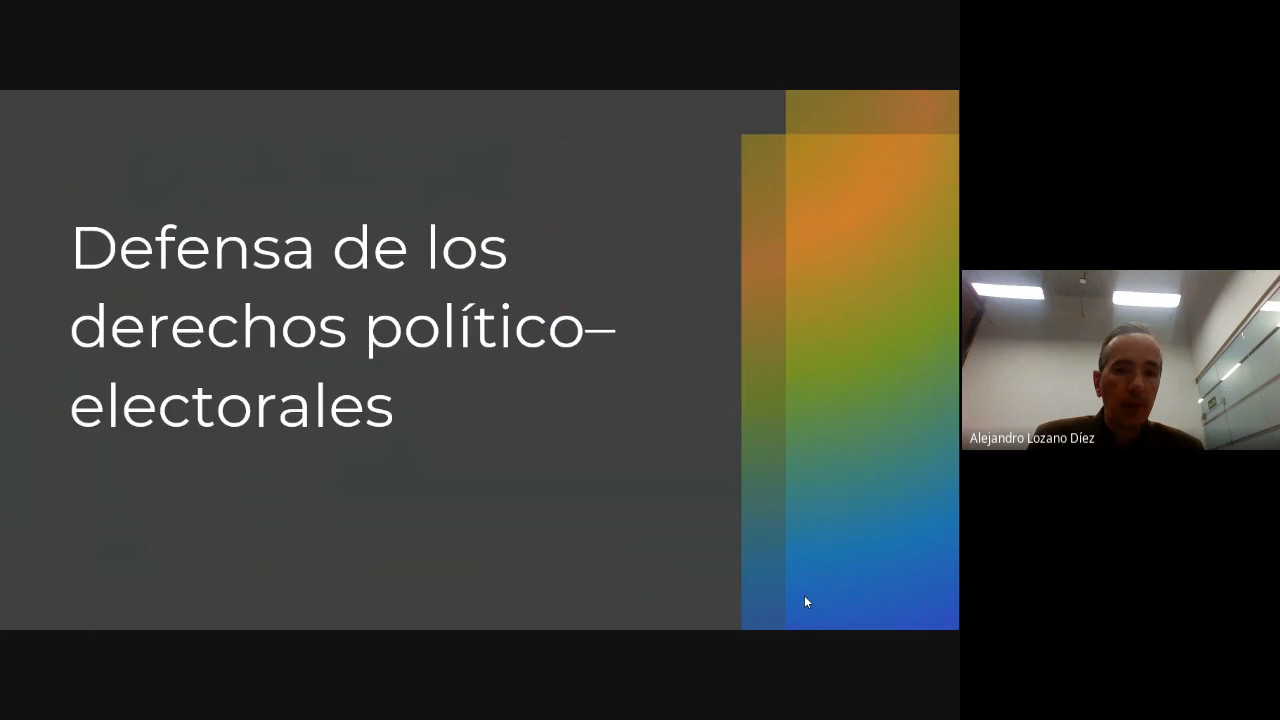 Defensa de los
derechos político–
electorales
Alejandro Lozano Díez